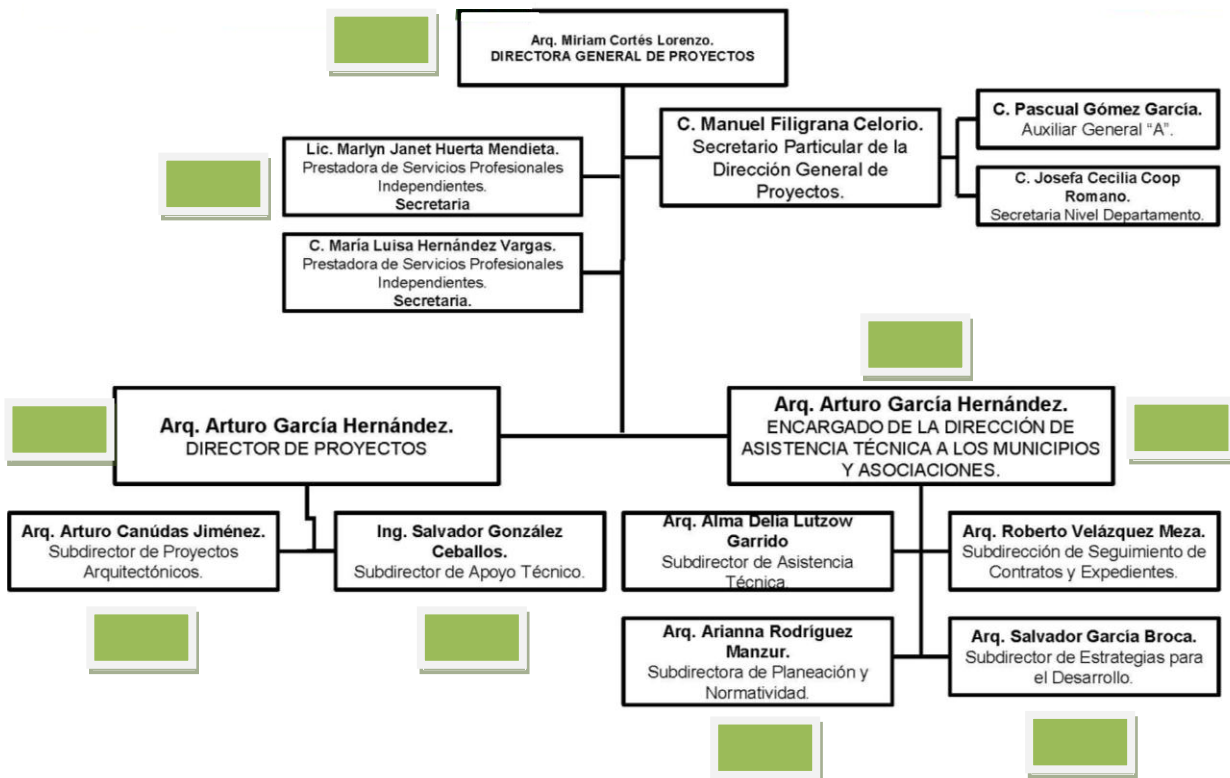 Arq. Miriam Cortés Lorenzo.
DIRECTORA GENERAL DE PROYECTOS
C. Manuel Filigrana Celorio.
Secretario Particular de la
Dirección General de
Proyectos.
C. Pascual Gómez García.
Auxiliar General “A”.
C. Josefa Cecilia Coop
Romano.
Secretaria Nivel Departamento.
Lic. Marlyn Janet Huerta Mendieta.
Prestadora de Servicios Profesionales
Independientes.
Secretaria
C. María Luisa Hernández Vargas.
Prestadora de Servicios Profesionales
Independientes.
Secretaria.
Arq. Arturo García Hernández.
DIRECTOR DE PROYECTOS
Arq. Arturo García Hernández.
ENCARGADO DE LA DIRECCIÓN DE
ASISTENCIA TÉCNICA A LOS MUNICIPIOS
Y ASOCIACIONES.
Arq. Arturo Canúdas Jiménez.
Subdirector de Proyectos
Arquitectónicos.
Ing. Salvador González
Ceballos.
Subdirector de Apoyo Técnico.
Arq. Alma Delia Lutzow
Garrido
Subdirector de Asistencia
Técnica.
Arq. Roberto Velázquez Meza.
Subdirección de Seguimiento de
Contratos y Expedientes.
Arq. Arianna Rodríguez
Manzur.
Subdirectora de Planeación y
Normatividad.
Arq. Salvador García Broca.
Subdirector de Estrategias para
el Desarrollo.